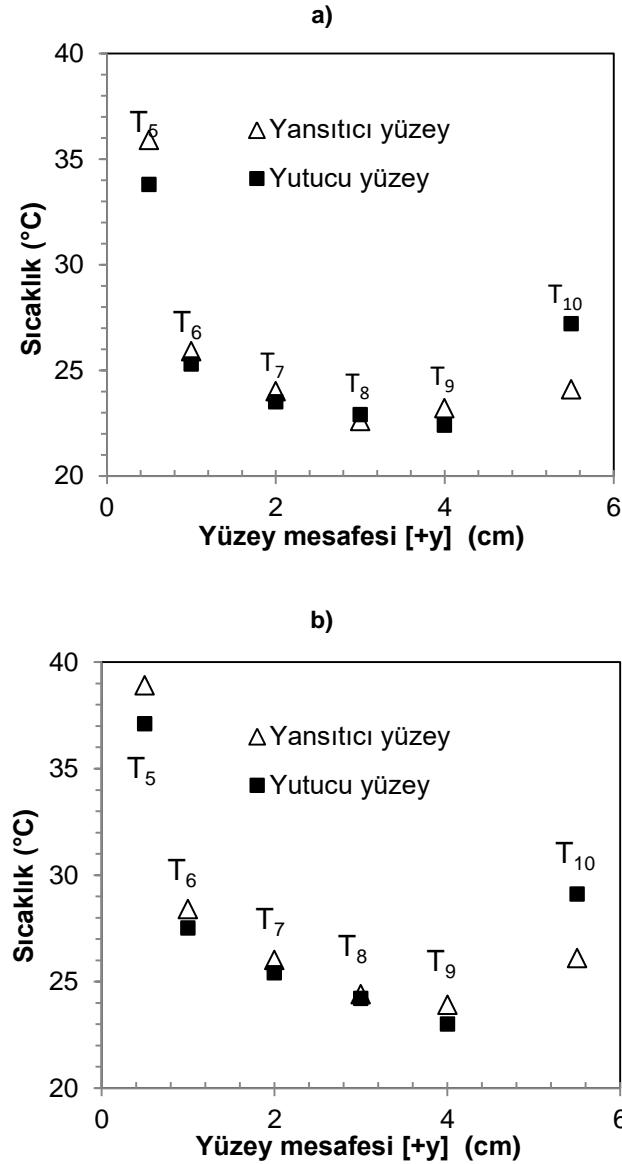 a)
40
35
30
25
20
Sıcaklık (°C)
T5
Yansıtıcı yüzey
Yutucu yüzey
T6
T7
T8
T9
T10
0
2
4
6
Yüzey mesafesi [+y] (cm)
b)
40
35
30
25
20
Sıcaklık (°C)
Yansıtıcı yüzey
Yutucu yüzey
T5
T6
T7
T8
T9
T10
0
2
4
6
Yüzey mesafesi [+y] (cm)